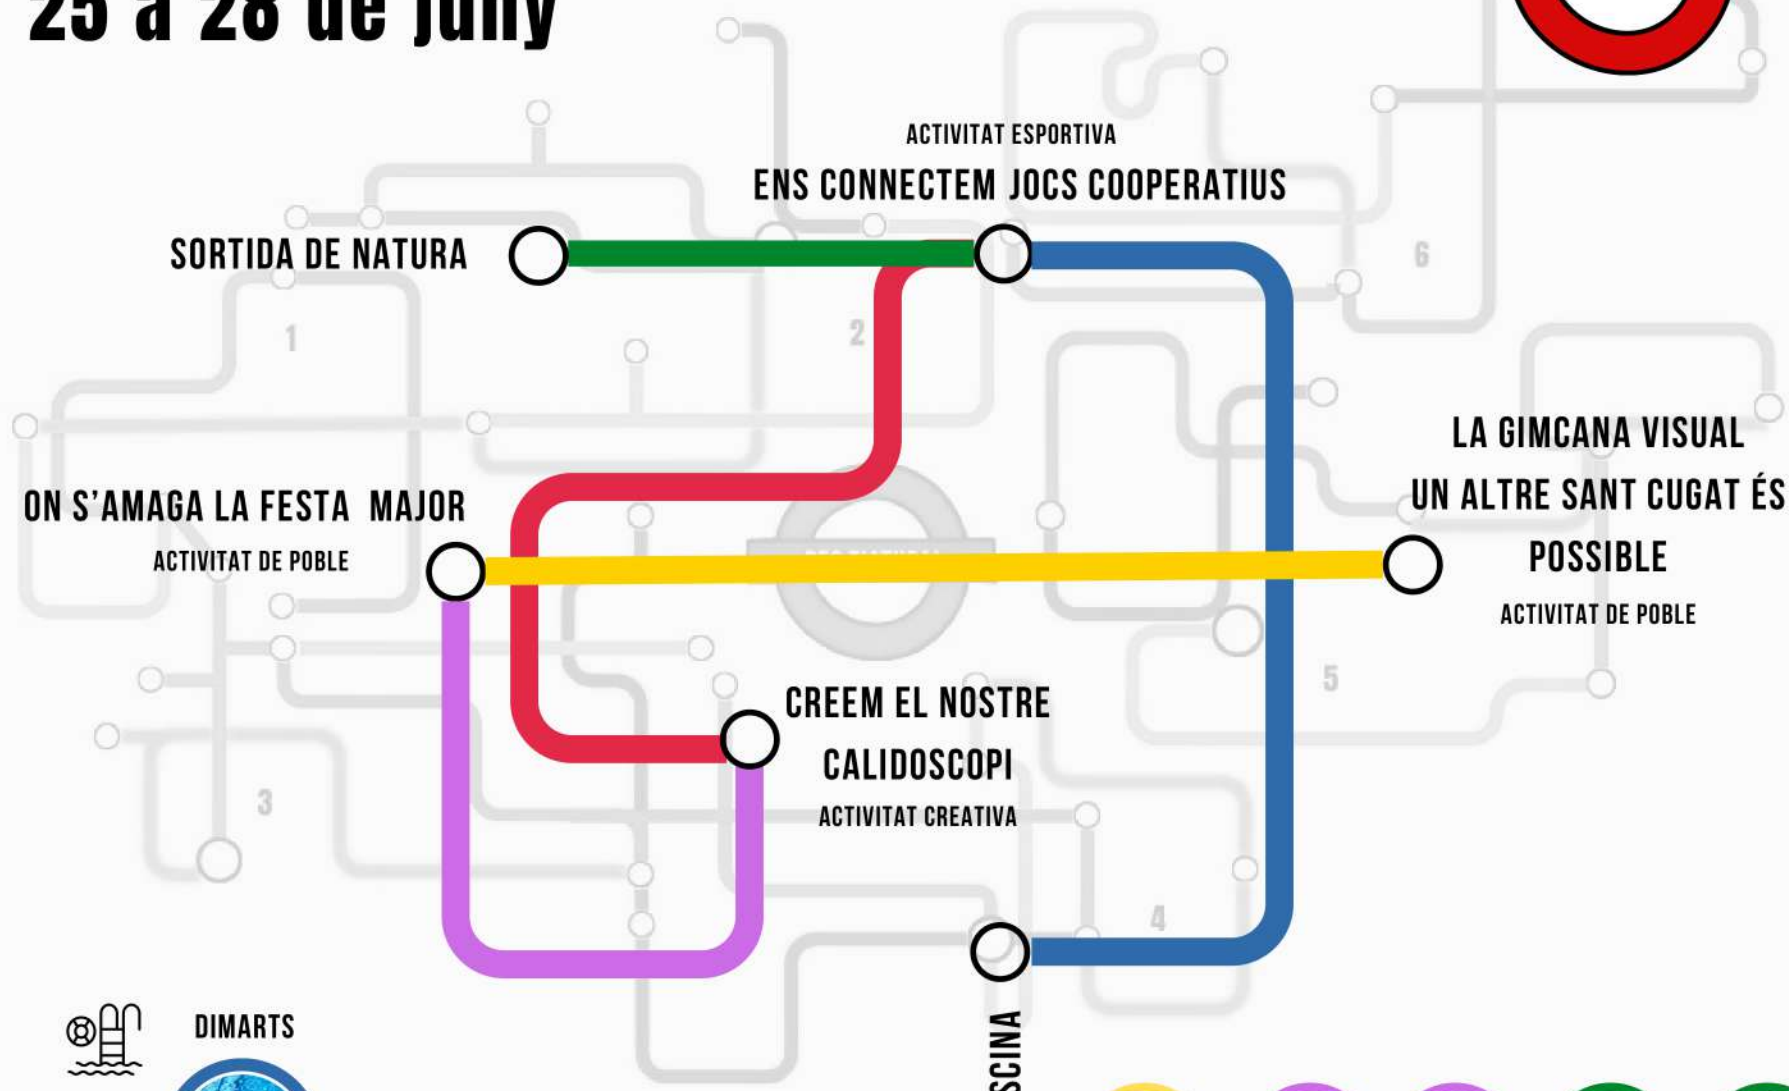 25 a 28 de juny
ACTIVITAT ESPORTIVA
ENS CONNECTEM JOCS COOPERATIUS
SORTIDA DE NATURA
6
1
2
LA GIMCANA VISUAL
UN ALTRE SANT CUGAT ÉS
POSSIBLE
ACTIVITAT DE POBLE
ON S'AMAGA LA FESTA MAJOR
ACTIVITAT DE POBLE
5
CREEM EL NOSTRE
CALIDOSCOPI
ACTIVITAT CREATIVA
3
4
DIMARTS